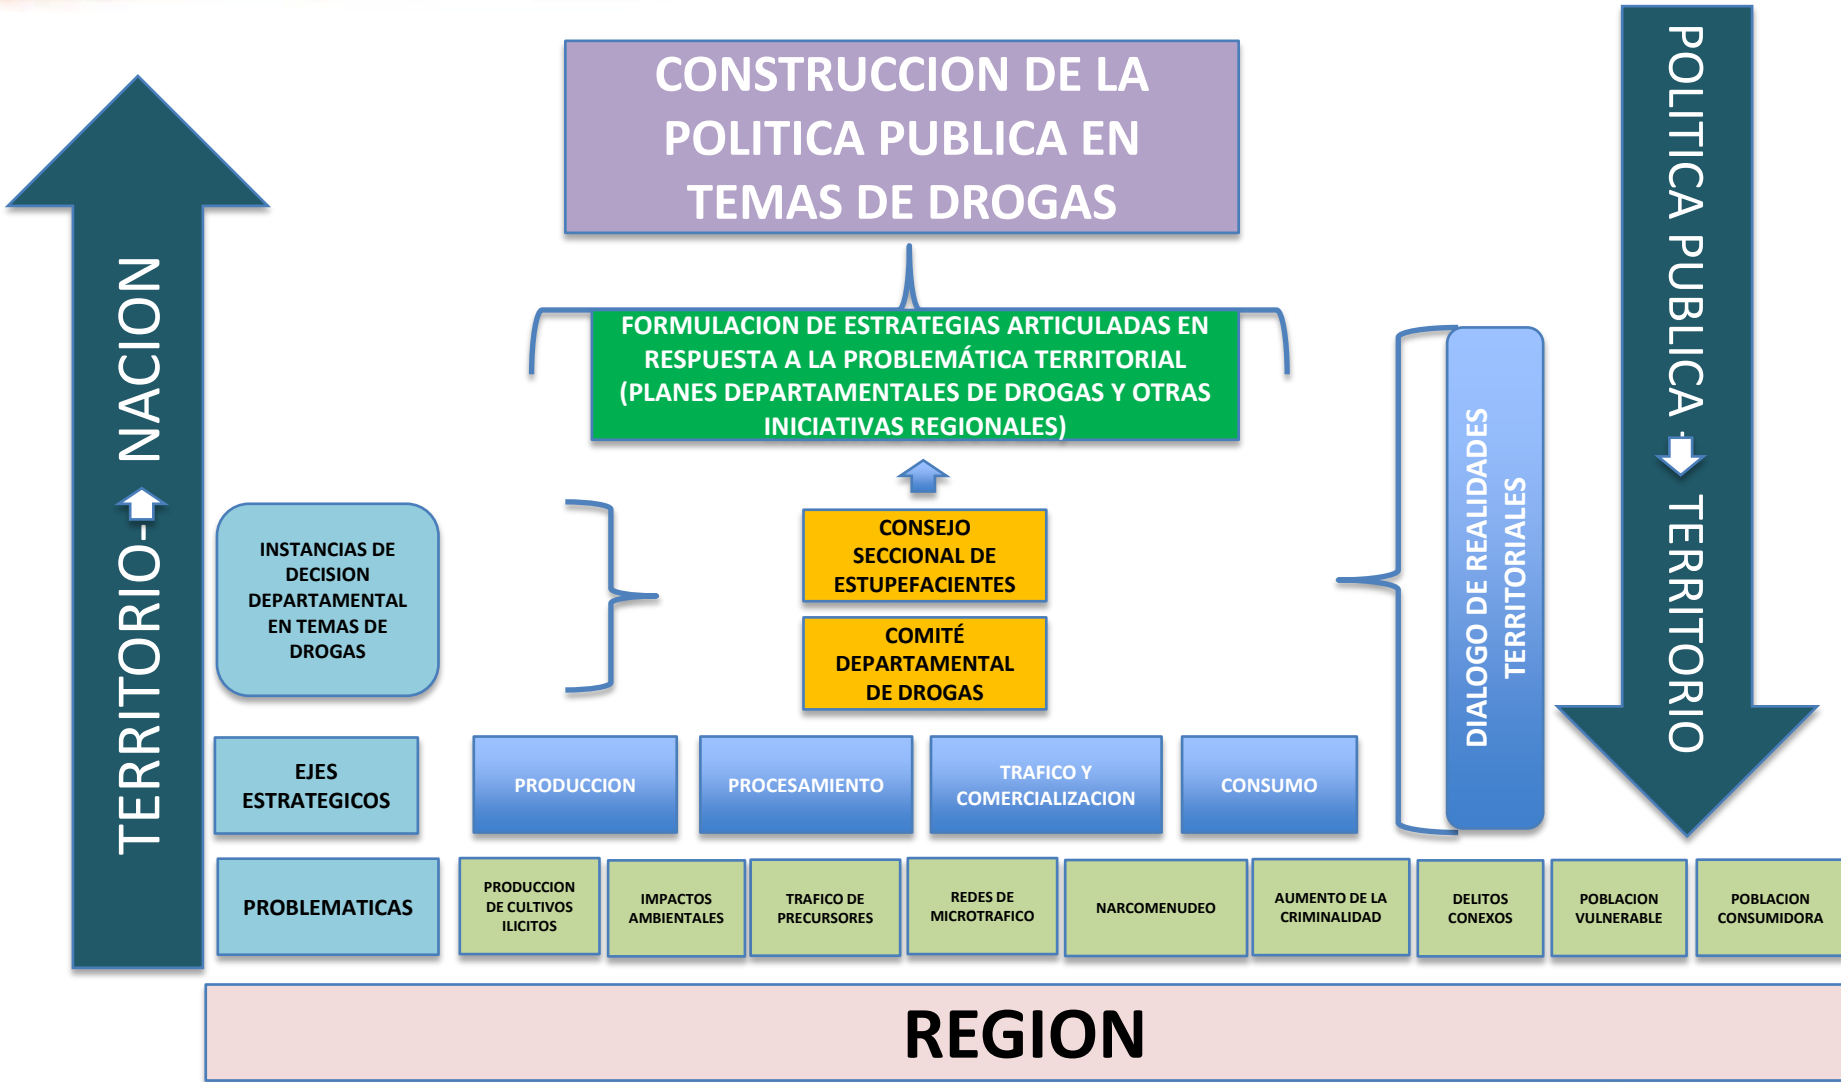 CONSTRUCCION DE LA
POLITICA PUBLICA EN
TEMAS DE DROGAS
TERRITORIO- NACION
POLITICA PUBLICA - TERRITORIO
FORMULACION DE ESTRATEGIAS ARTICULADAS EN
RESPUESTA A LA PROBLEMÁTICA TERRITORIAL
(PLANES DEPARTAMENTALES DE DROGAS Y OTRAS
INICIATIVAS REGIONALES)
DIALOGO DE REALIDADES
TERRITORIALES
INSTANCIAS DE
DECISION
DEPARTAMENTAL
EN TEMAS DE
DROGAS
CONSEJO
SECCIONAL DE
ESTUPEFACIENTES
COMITÉ
DEPARTAMENTAL
DE DROGAS
EJES
ESTRATEGICOS
PRODUCCION
PROCESAMIENTO
TRAFICO Y
COMERCIALIZACION
CONSUMO
PROBLEMATICAS
PRODUCCION
DE CULTIVOS
ILICITOS
IMPACTOS
AMBIENTALES
TRAFICO DE
PRECURSORES
REDES DE
MICROTRAFICO
NARCOMENUDEO
AUMENTO DE LA
CRIMINALIDAD
DELITOS
CONEXOS
POBLACION
VULNERABLE
POBLACION
CONSUMIDORA
REGION